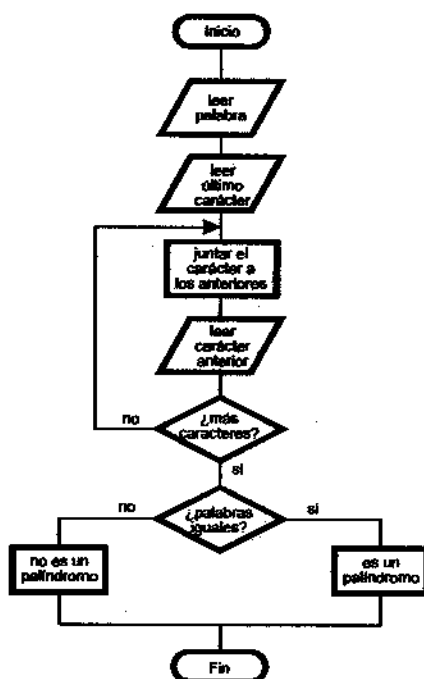 Inicio
leer
palabra
leer
último
carácter
juntar el
carácter a
los anteriores
leer
carácter
anterior
no
¿más
caracteres?
si
no
¿palabras
iguales?
si
no es un
palíndromo
es un
palíndromo
Fin